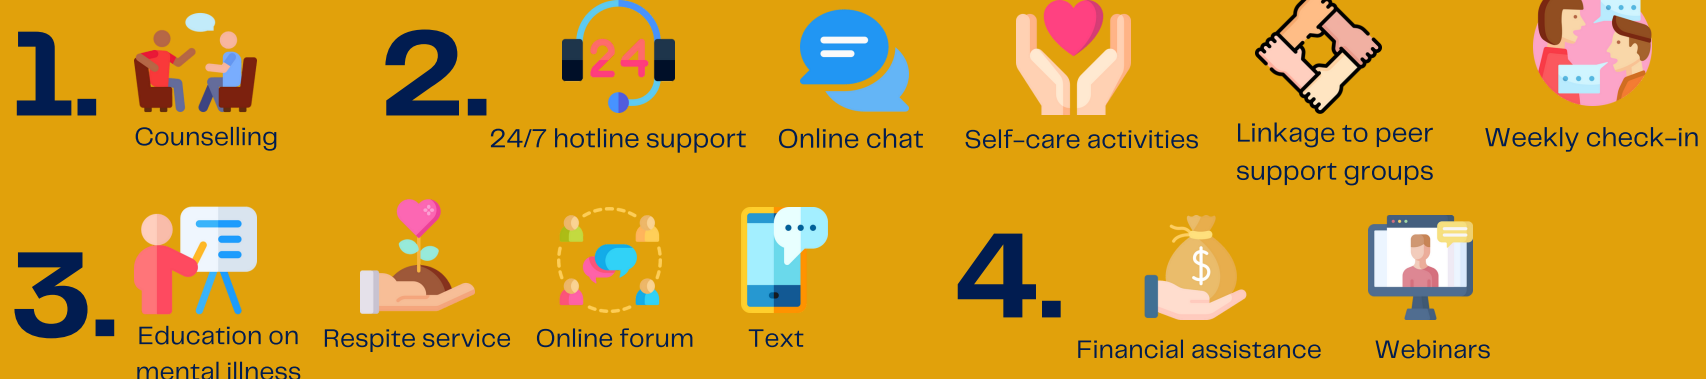 1.
Counselling
2.
24
24/7 hotline support
Online chat
Self-care activities
Linkage to peer
support groups
Weekly check-in
3.
Education on
mental illness
Respite service
Online forum
Text
4.
$
Financial assistance
Webinars